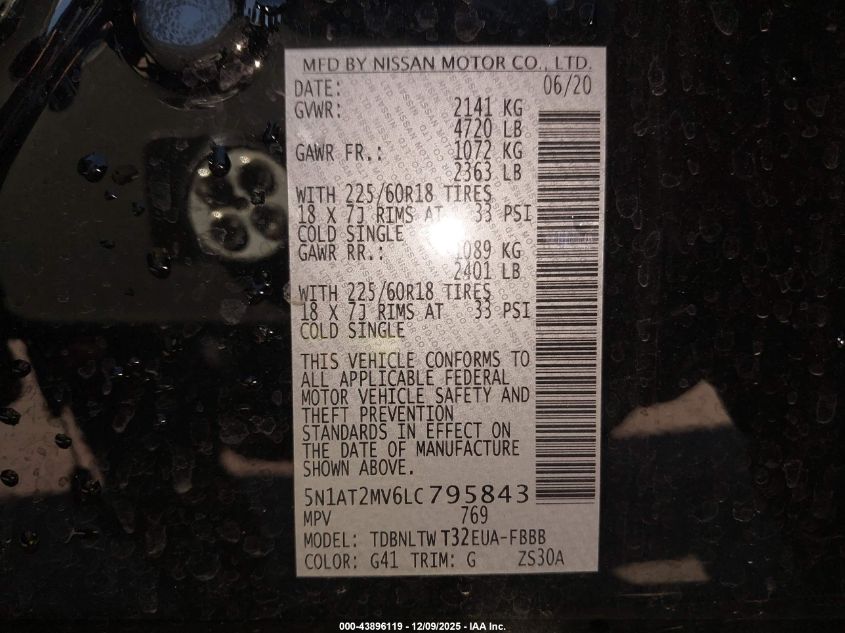 MFD BY NISSAN MOTOR CO., LTD.
DATE: 06/20
GVWR: 2141 KG
4720 LB
GAWR FR.: 1072 KG
2363 LB
WITH 225/60R18 TIRES
18 X 7J RIMS AT 33 PSI
COLD SINGLE
GAWR RR.: 1089 KG
2401 LB
WITH 225/60R18 TIRES
18 X 7J RIMS AT 33 PSI
COLD SINGLE
THIS VEHICLE CONFORMS TO
ALL APPLICABLE FEDERAL
MOTOR VEHICLE SAFETY AND
THEFT PREVENTION
STANDARDS IN EFFECT ON
THE DATE OF MANUFACTURE
SHOWN ABOVE.
5N1AT2MV6LC795843
MPV 769
MODEL: TDBNLTW T32EUA-FBBB
COLOR: G41 TRIM: G ZS30A
000-43896119 - 12/09/2025 - IAA Inc.